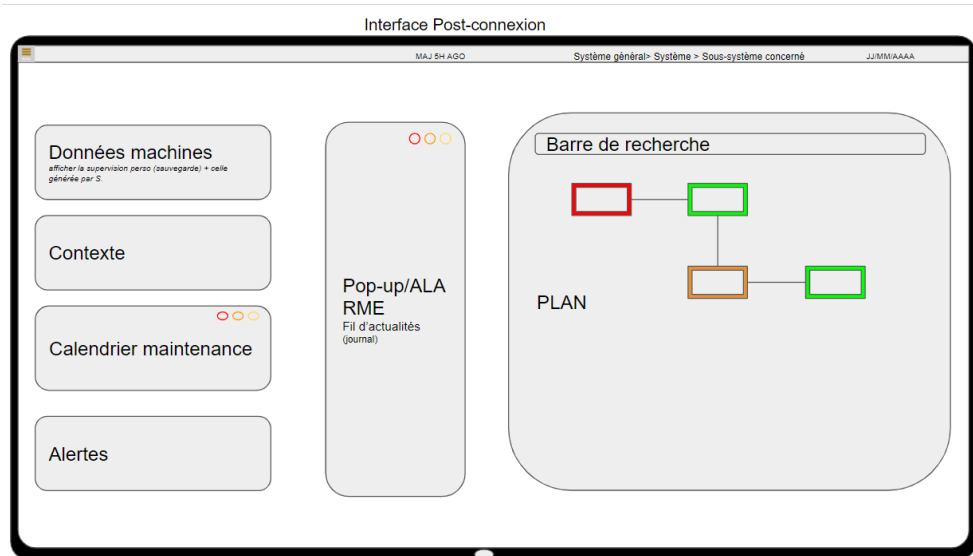 Interface Post-connexion
MAJ 5H AGO
Système général> Système > Sous-système concerné
JJ/MM/AAAA
Données machines
afficher la supervision perso (sauvegarde) + celle
générée par S.
Contexte
Calendrier maintenance
Alertes
Pop-up/ALA
RME
Fil d'actualités
(journal)
Barre de recherche
PLAN